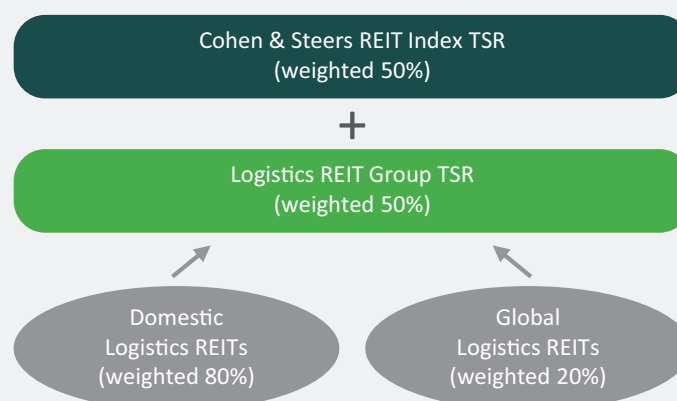 Cohen & Steers REIT Index TSR
(weighted 50%)
+
Logistics REIT Group TSR
(weighted 50%)
Domestic
Logistics REITs
(weighted 80%)
Global
Logistics REITs
(weighted 20%)